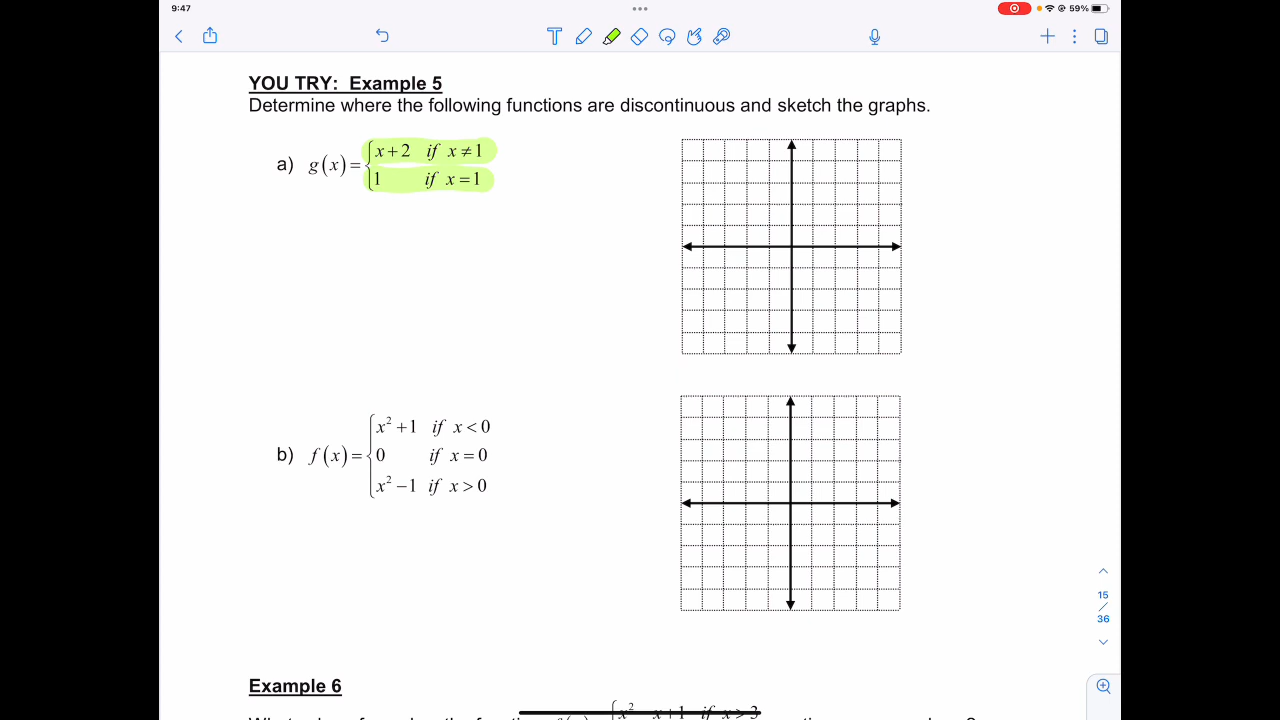 9:47
59%
YOU TRY: Example 5
Determine where the following functions are discontinuous and sketch the graphs.
a) g(x) = { x + 2 if x ≠ 1
1 if x = 1
b) f(x) = { x² + 1 if x < 0
0 if x = 0
x² − 1 if x > 0
15
/
36
Example 6